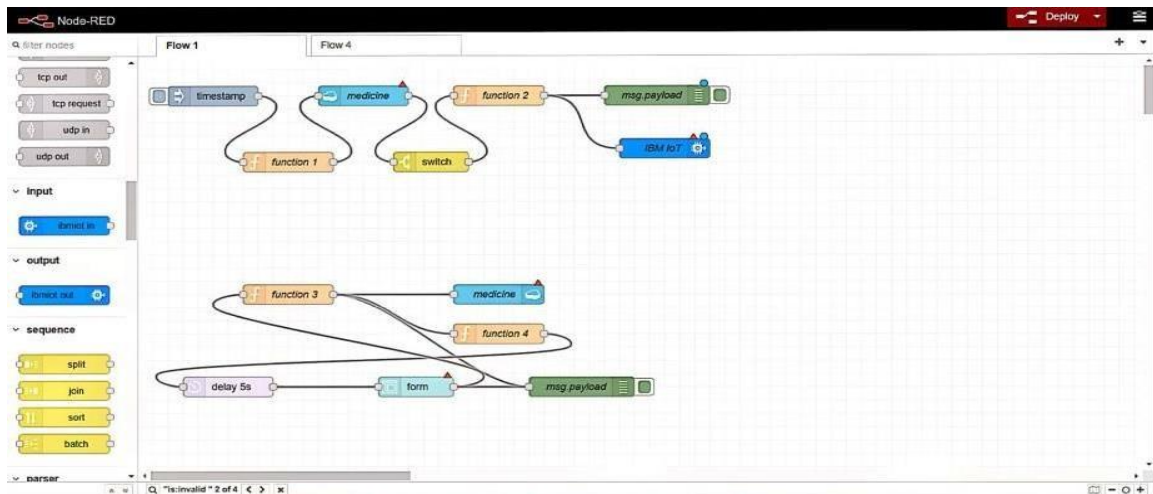 Node-RED
Deploy
filter nodes
Flow 1
Flow 4
tcp out
tcp request
udp in
udp out
input
ibmiot in
output
ibmiot out
sequence
split
join
sort
batch
parser
timestamp
medicine
function 2
msg.payload
function 1
switch
IBM IoT
function 3
medicine
function 4
delay 5s
form
msg.payload
"is:invalid " 2 of 4